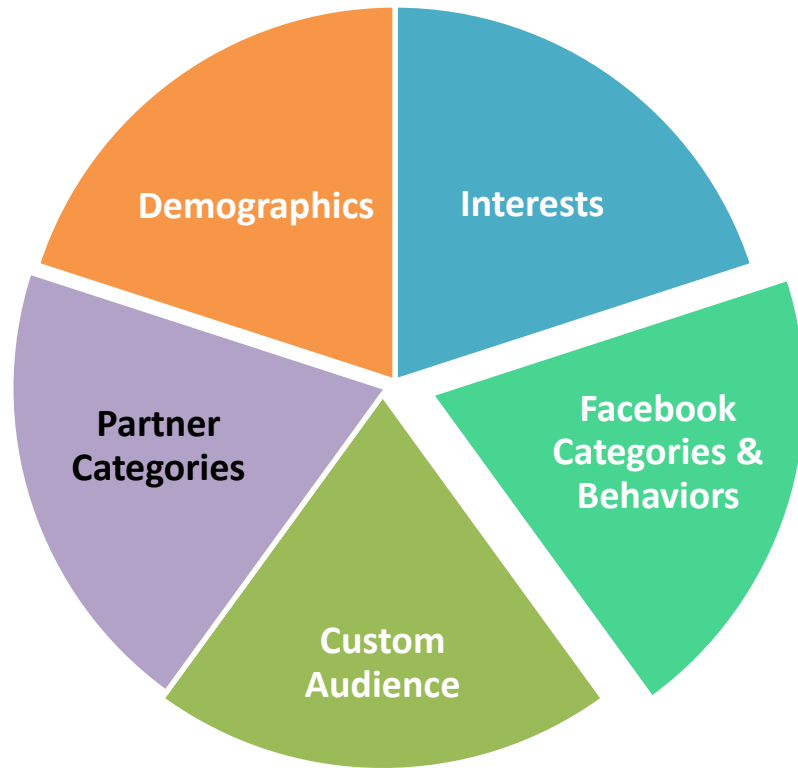 Demographics
Interests
Facebook
Categories &
Behaviors
Partner
Categories
Custom
Audience